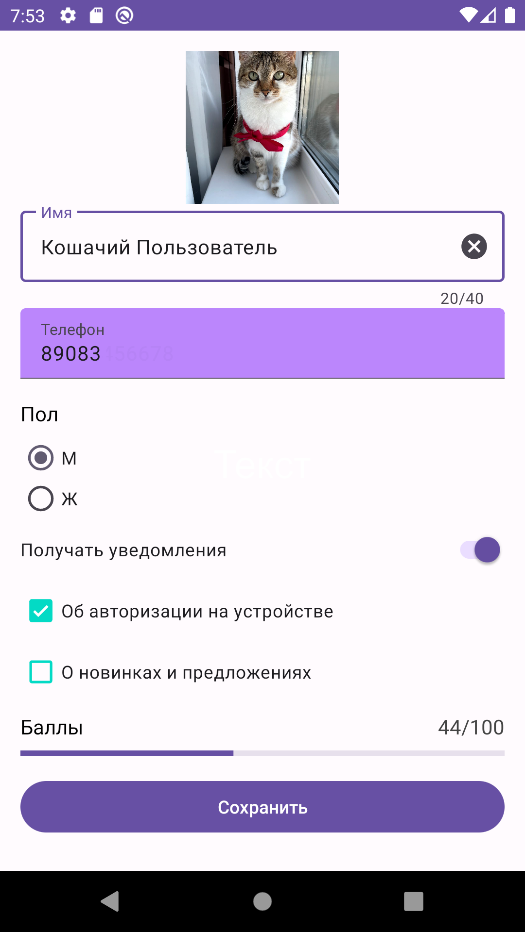 7:53
Имя
Кошачий Пользователь
20/40
Телефон
89083
Пол
М
Ж
Получать уведомления
Об авторизации на устройстве
О новинках и предложениях
Баллы
44/100
Сохранить